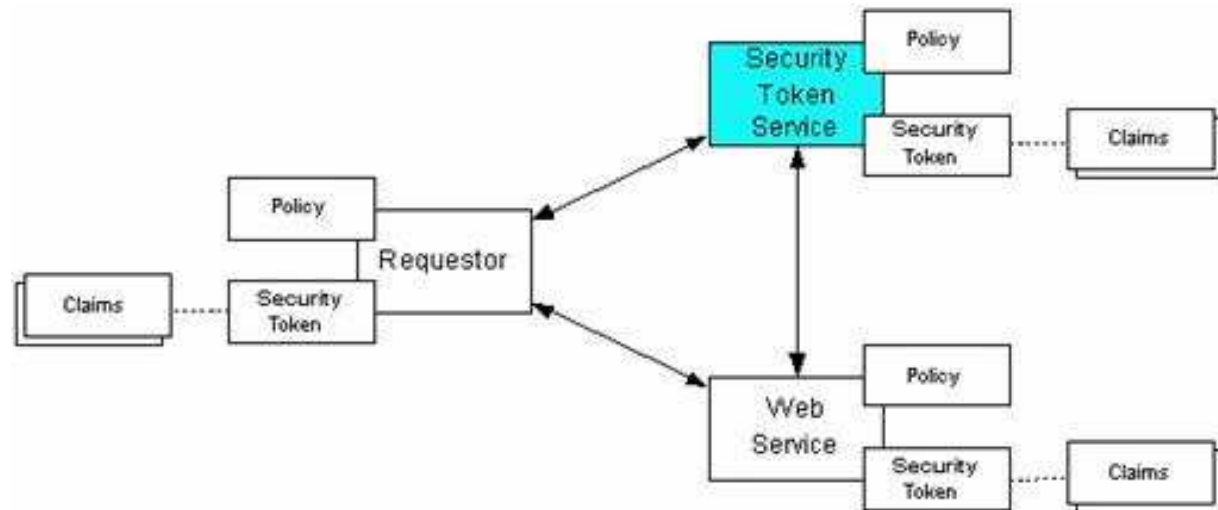 Policy
Security
Token
Service
Security
Token
Claims
Policy
Requestor
Claims
Security
Token
Policy
Web
Service
Security
Token
Claims